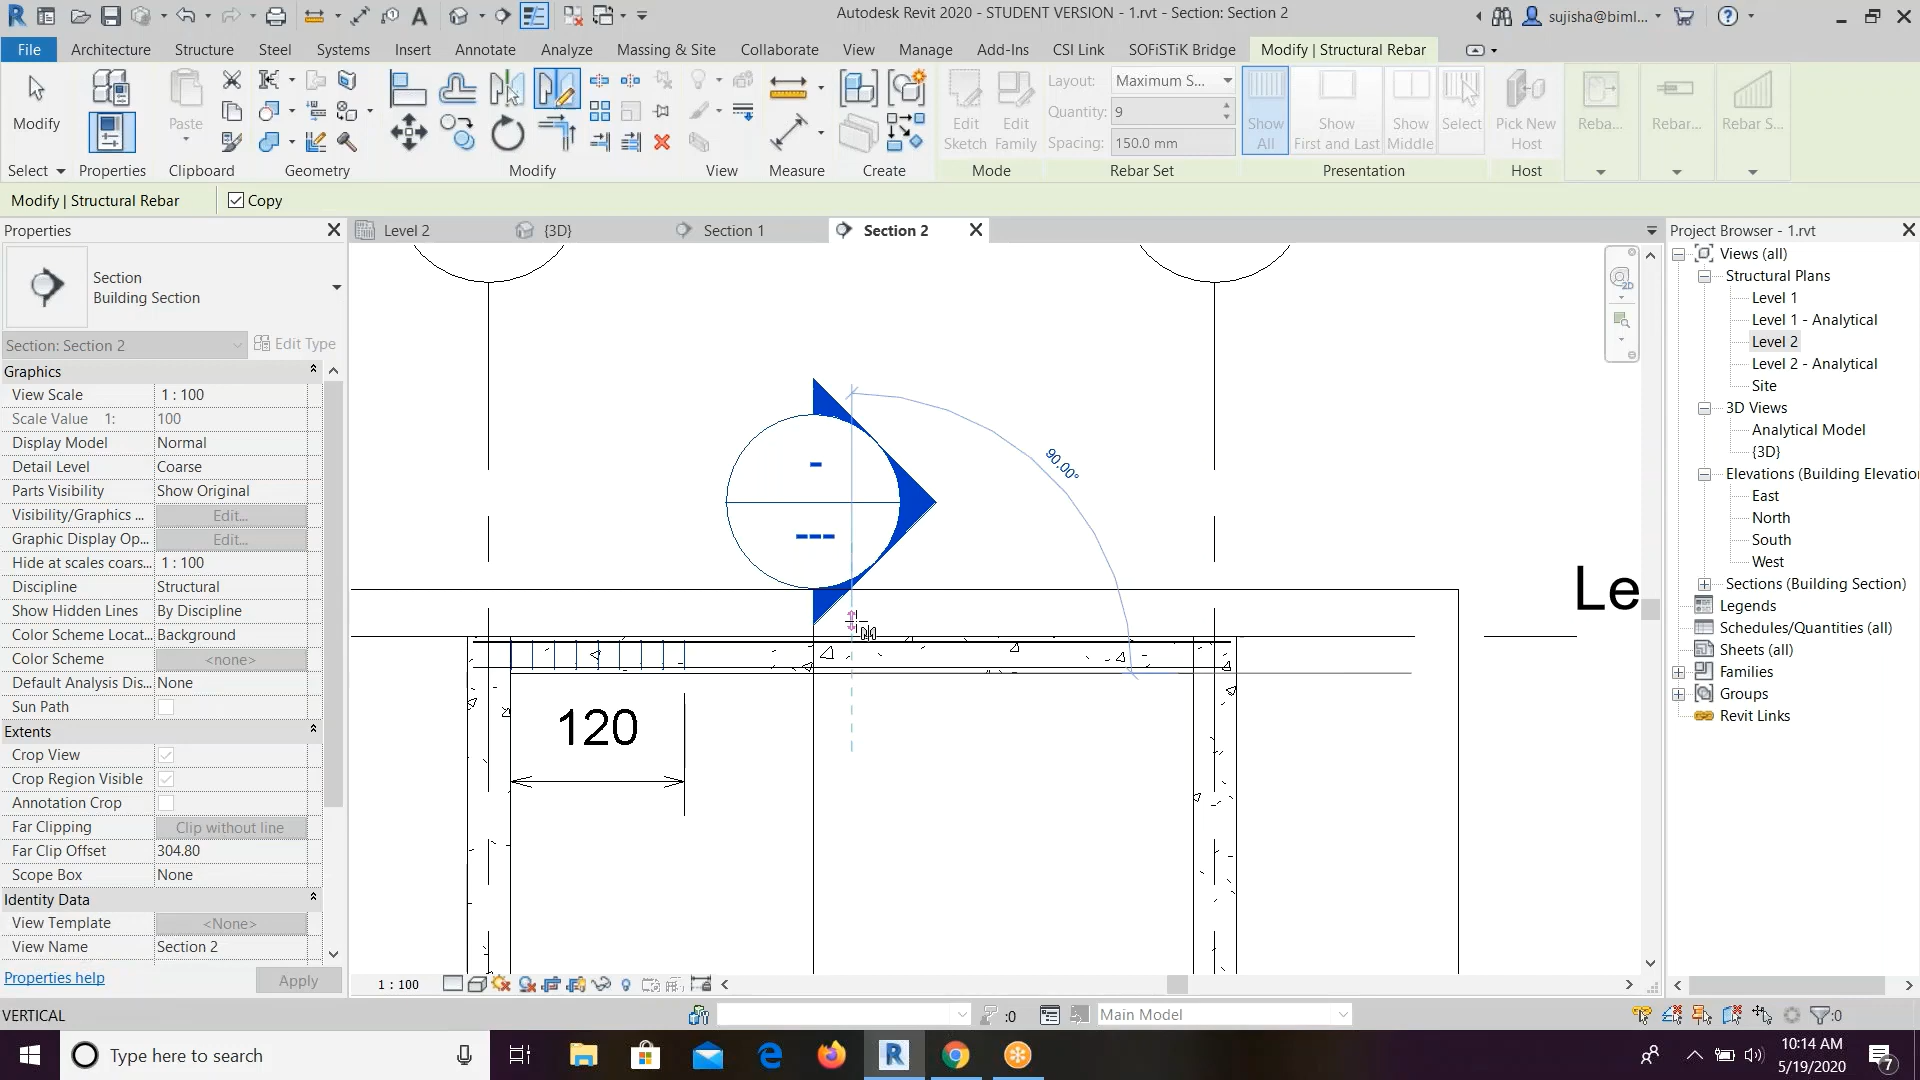 Autodesk Revit 2020 - STUDENT VERSION - 1.rvt - Section: Section 2
sujisha@biml...
File Architecture Structure Steel Systems Insert Annotate Analyze Massing & Site Collaborate View Manage Add-Ins CSI Link SOFiSTiK Bridge Modify | Structural Rebar
Modify
Paste
Edit Sketch
Edit Family
Layout: Maximum S...
Quantity: 9
Spacing: 150.0 mm
Show All
Show First and Last
Show Middle
Select
Pick New Host
Reba...
Rebar...
Rebar S...
Select Properties Clipboard Geometry Modify View Measure Create Mode Rebar Set Presentation Host
Modify | Structural Rebar Copy
Properties
Section
Building Section
Section: Section 2 Edit Type
Graphics
View Scale 1 : 100
Scale Value 1: 100
Display Model Normal
Detail Level Coarse
Parts Visibility Show Original
Visibility/Graphics ... Edit...
Graphic Display Op... Edit...
Hide at scales coars... 1 : 100
Discipline Structural
Show Hidden Lines By Discipline
Color Scheme Locat... Background
Color Scheme <none>
Default Analysis Dis... None
Sun Path
Extents
Crop View
Crop Region Visible
Annotation Crop
Far Clipping Clip without line
Far Clip Offset 304.80
Scope Box None
Identity Data
View Template <None>
View Name Section 2
Properties help Apply
Level 2 {3D} Section 1 Section 2
2D
90.00°
Le
120
Project Browser - 1.rvt
Views (all)
Structural Plans
Level 1
Level 1 - Analytical
Level 2
Level 2 - Analytical
Site
3D Views
Analytical Model
{3D}
Elevations (Building Elevatio
East
North
South
West
Sections (Building Section)
Legends
Schedules/Quantities (all)
Sheets (all)
Families
Groups
Revit Links
1 : 100
VERTICAL
:0
Main Model
:0
Type here to search
10:14 AM
5/19/2020
7